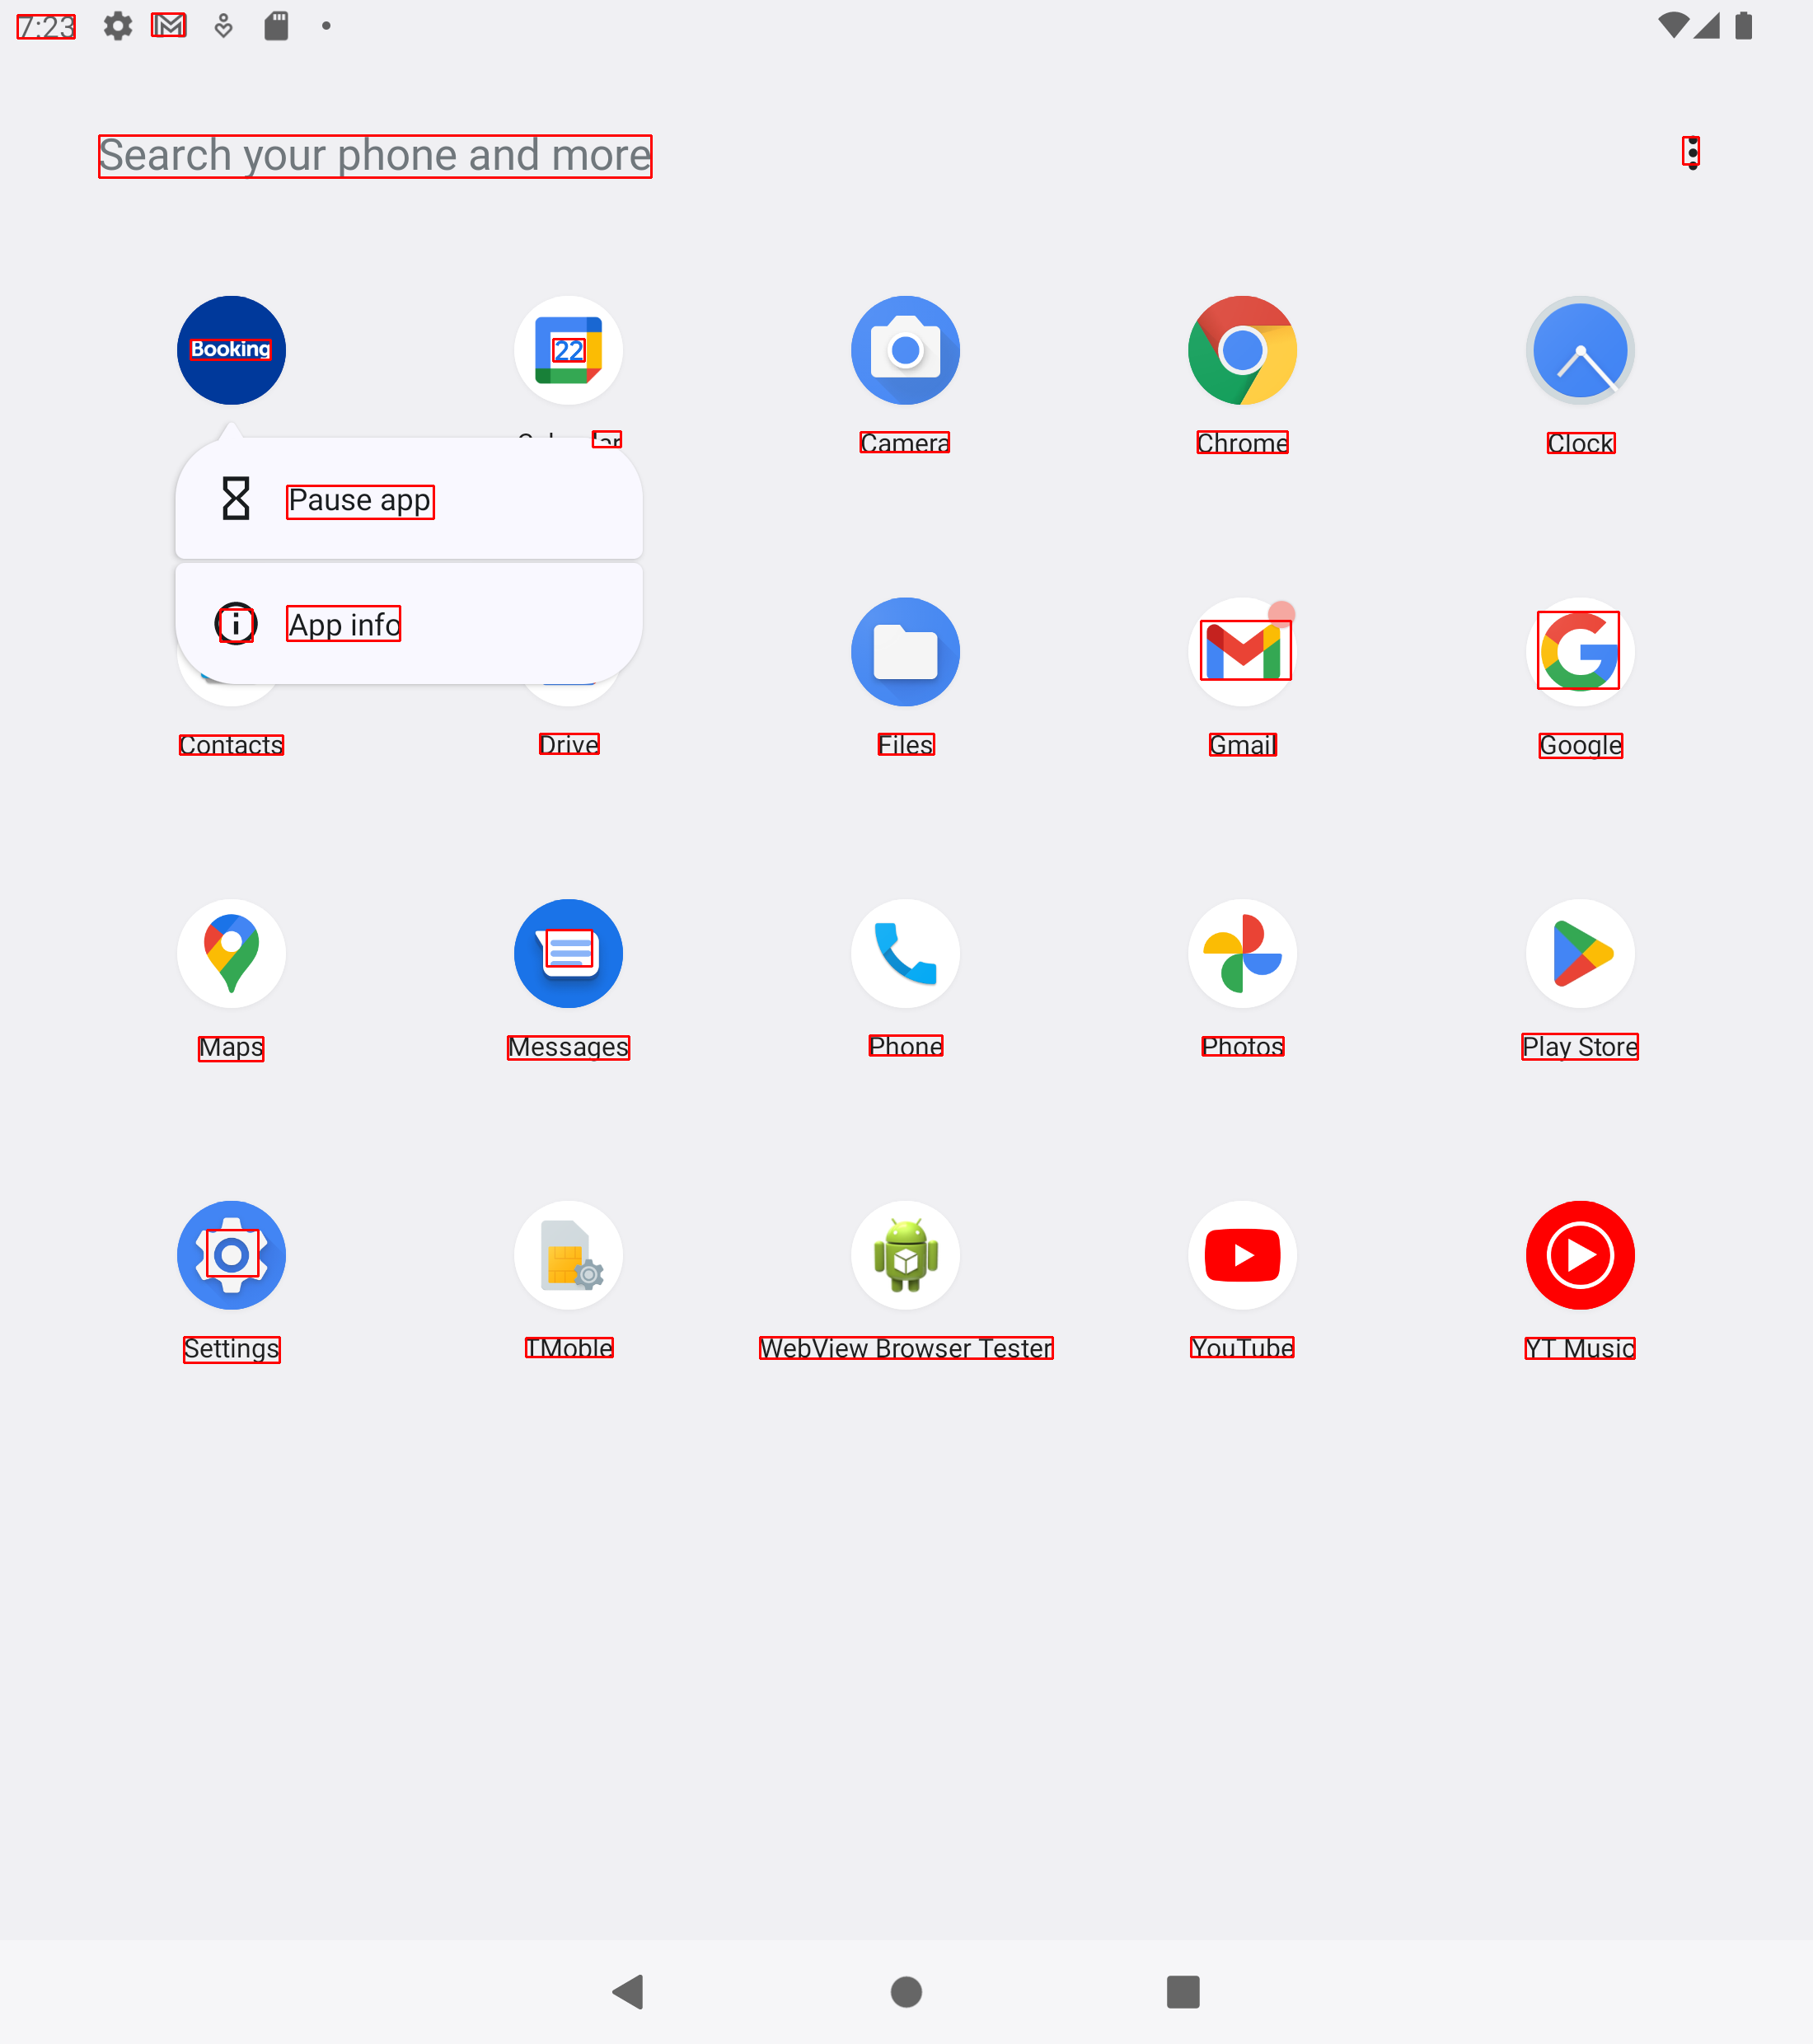 7:23
Search your phone and more
Booking
22
Camera
Chrome
Clock
Pause app
App info
Contacts
Drive
Files
Gmail
Google
Maps
Messages
Phone
Photos
Play Store
Settings
TMoble
WebView Browser Tester
YouTube
YT Music